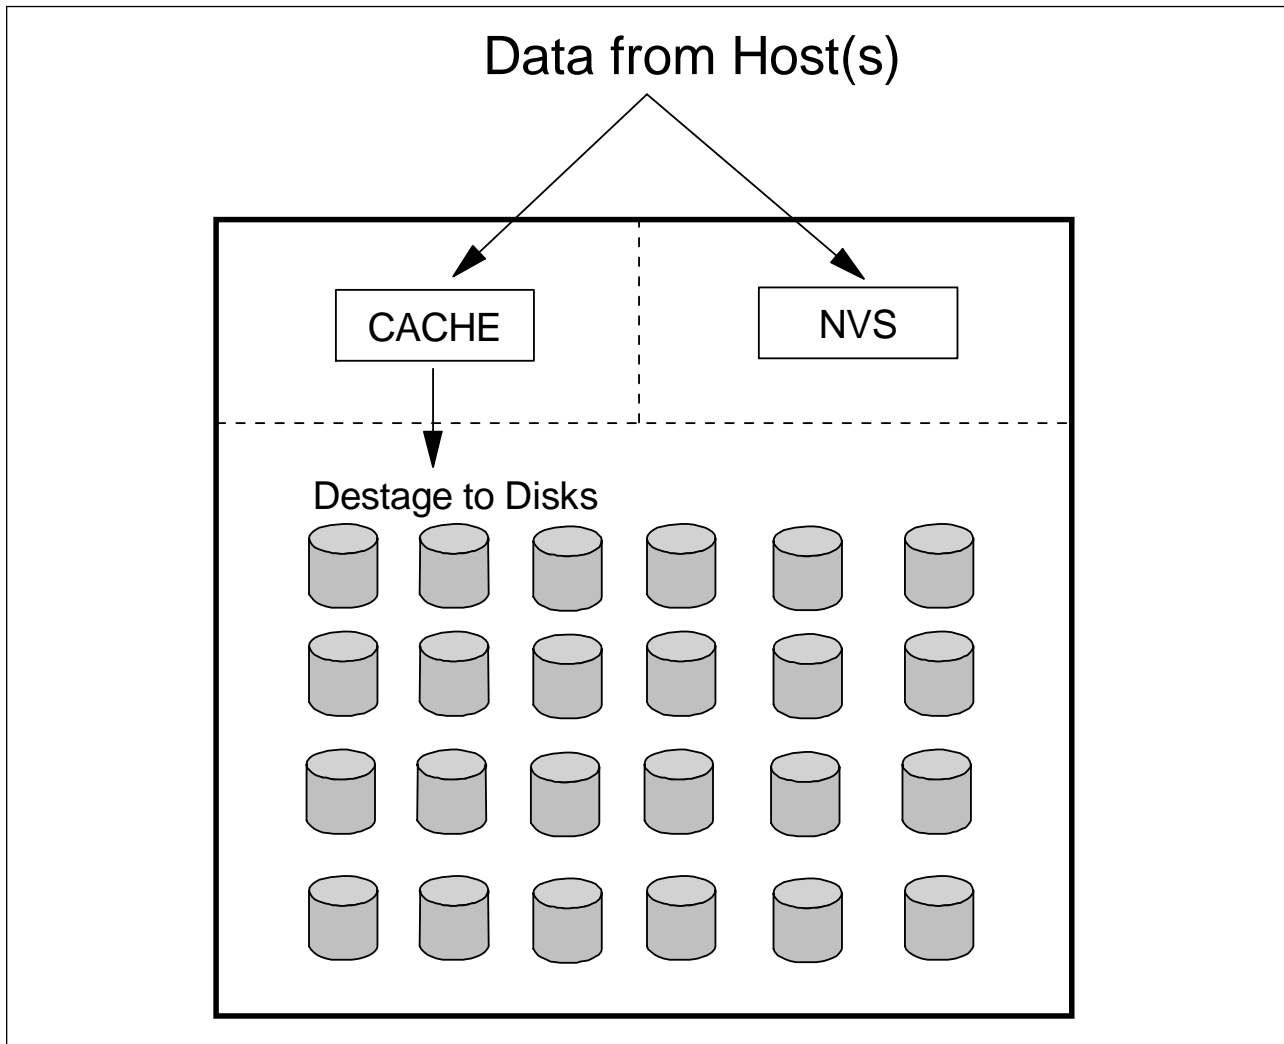 Data from Host(s)
CACHE
NVS
Destage to Disks